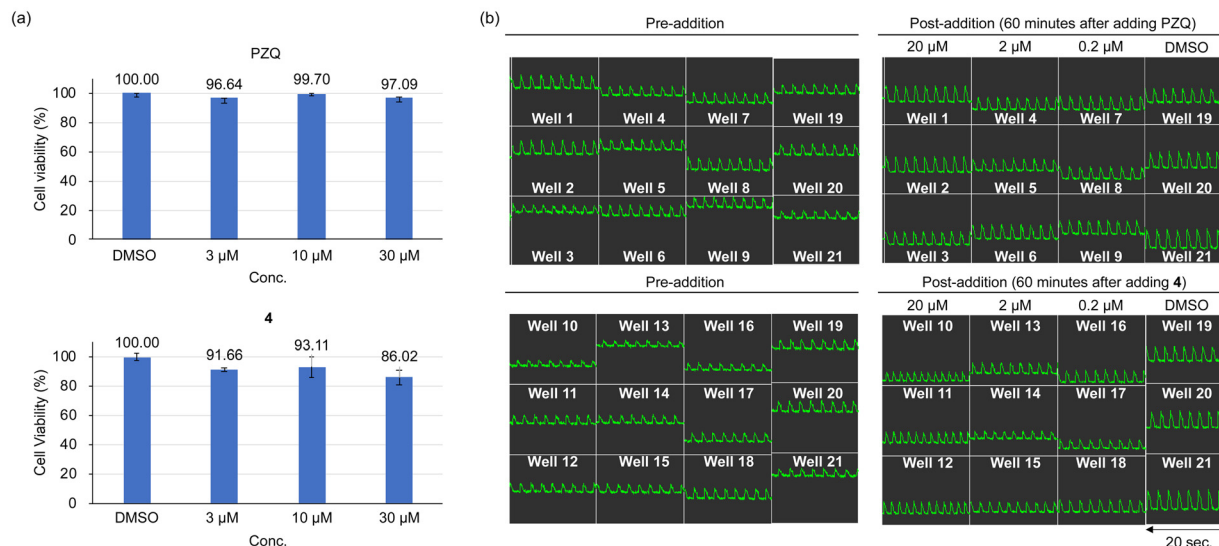 (a)
PZQ
100.00 96.64 99.70 97.09
Cell viability (%)
100
80
60
40
20
0
DMSO 3 µM 10 µM 30 µM
Conc.
4
100.00 91.66 93.11 86.02
Cell Viability (%)
100
80
60
40
20
0
DMSO 3 µM 10 µM 30 µM
Conc.
(b)
Pre-addition
Well 1 Well 4 Well 7 Well 19
Well 2 Well 5 Well 8 Well 20
Well 3 Well 6 Well 9 Well 21
Post-addition (60 minutes after adding PZQ)
20 µM 2 µM 0.2 µM DMSO
Well 1 Well 4 Well 7 Well 19
Well 2 Well 5 Well 8 Well 20
Well 3 Well 6 Well 9 Well 21
Pre-addition
Well 10 Well 13 Well 16 Well 19
Well 11 Well 14 Well 17 Well 20
Well 12 Well 15 Well 18 Well 21
Post-addition (60 minutes after adding 4)
20 µM 2 µM 0.2 µM DMSO
Well 10 Well 13 Well 16 Well 19
Well 11 Well 14 Well 17 Well 20
Well 12 Well 15 Well 18 Well 21
20 sec.